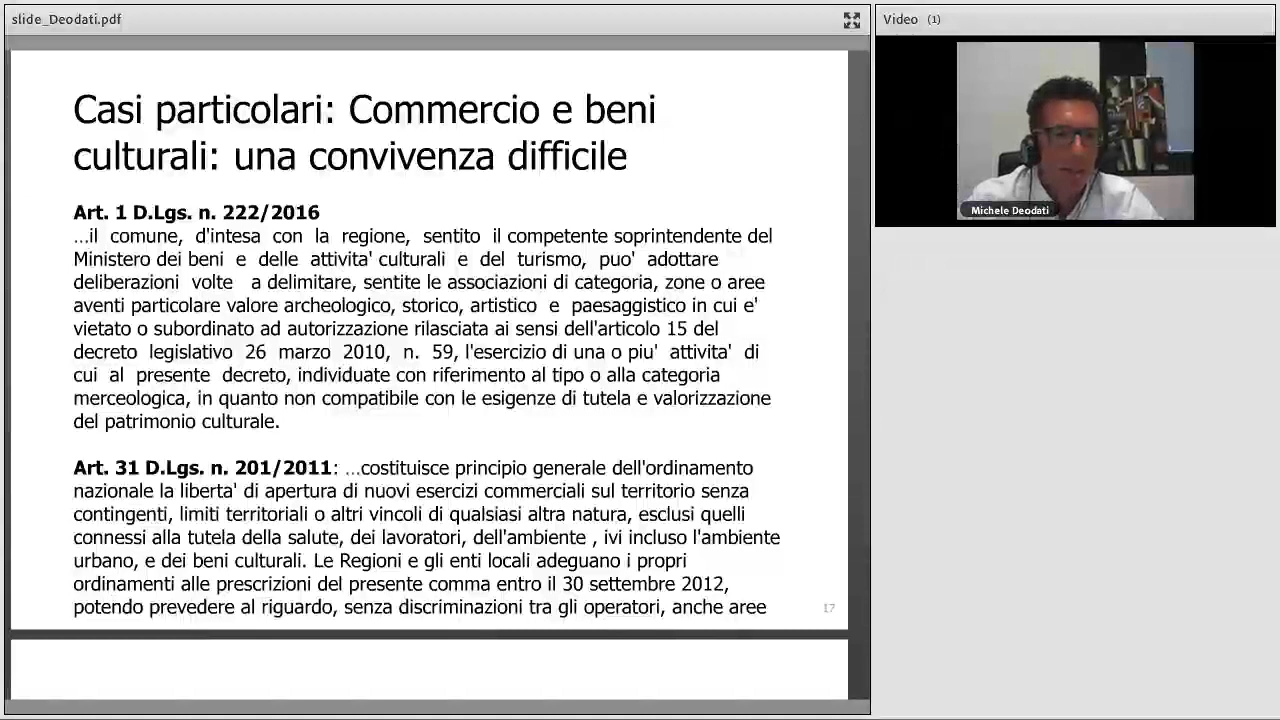 slide_Deodati.pdf
Video (1)
Casi particolari: Commercio e beni
culturali: una convivenza difficile
Art. 1 D.Lgs. n. 222/2016
…il comune, d'intesa con la regione, sentito il competente soprintendente del
Ministero dei beni e delle attivita' culturali e del turismo, puo' adottare
deliberazioni volte a delimitare, sentite le associazioni di categoria, zone o aree
aventi particolare valore archeologico, storico, artistico e paesaggistico in cui e'
vietato o subordinato ad autorizzazione rilasciata ai sensi dell'articolo 15 del
decreto legislativo 26 marzo 2010, n. 59, l'esercizio di una o piu' attivita' di
cui al presente decreto, individuate con riferimento al tipo o alla categoria
merceologica, in quanto non compatibile con le esigenze di tutela e valorizzazione
del patrimonio culturale.
Art. 31 D.Lgs. n. 201/2011: …costituisce principio generale dell'ordinamento
nazionale la liberta' di apertura di nuovi esercizi commerciali sul territorio senza
contingenti, limiti territoriali o altri vincoli di qualsiasi altra natura, esclusi quelli
connessi alla tutela della salute, dei lavoratori, dell'ambiente , ivi incluso l'ambiente
urbano, e dei beni culturali. Le Regioni e gli enti locali adeguano i propri
ordinamenti alle prescrizioni del presente comma entro il 30 settembre 2012,
potendo prevedere al riguardo, senza discriminazioni tra gli operatori, anche aree
17
Michele Deodati